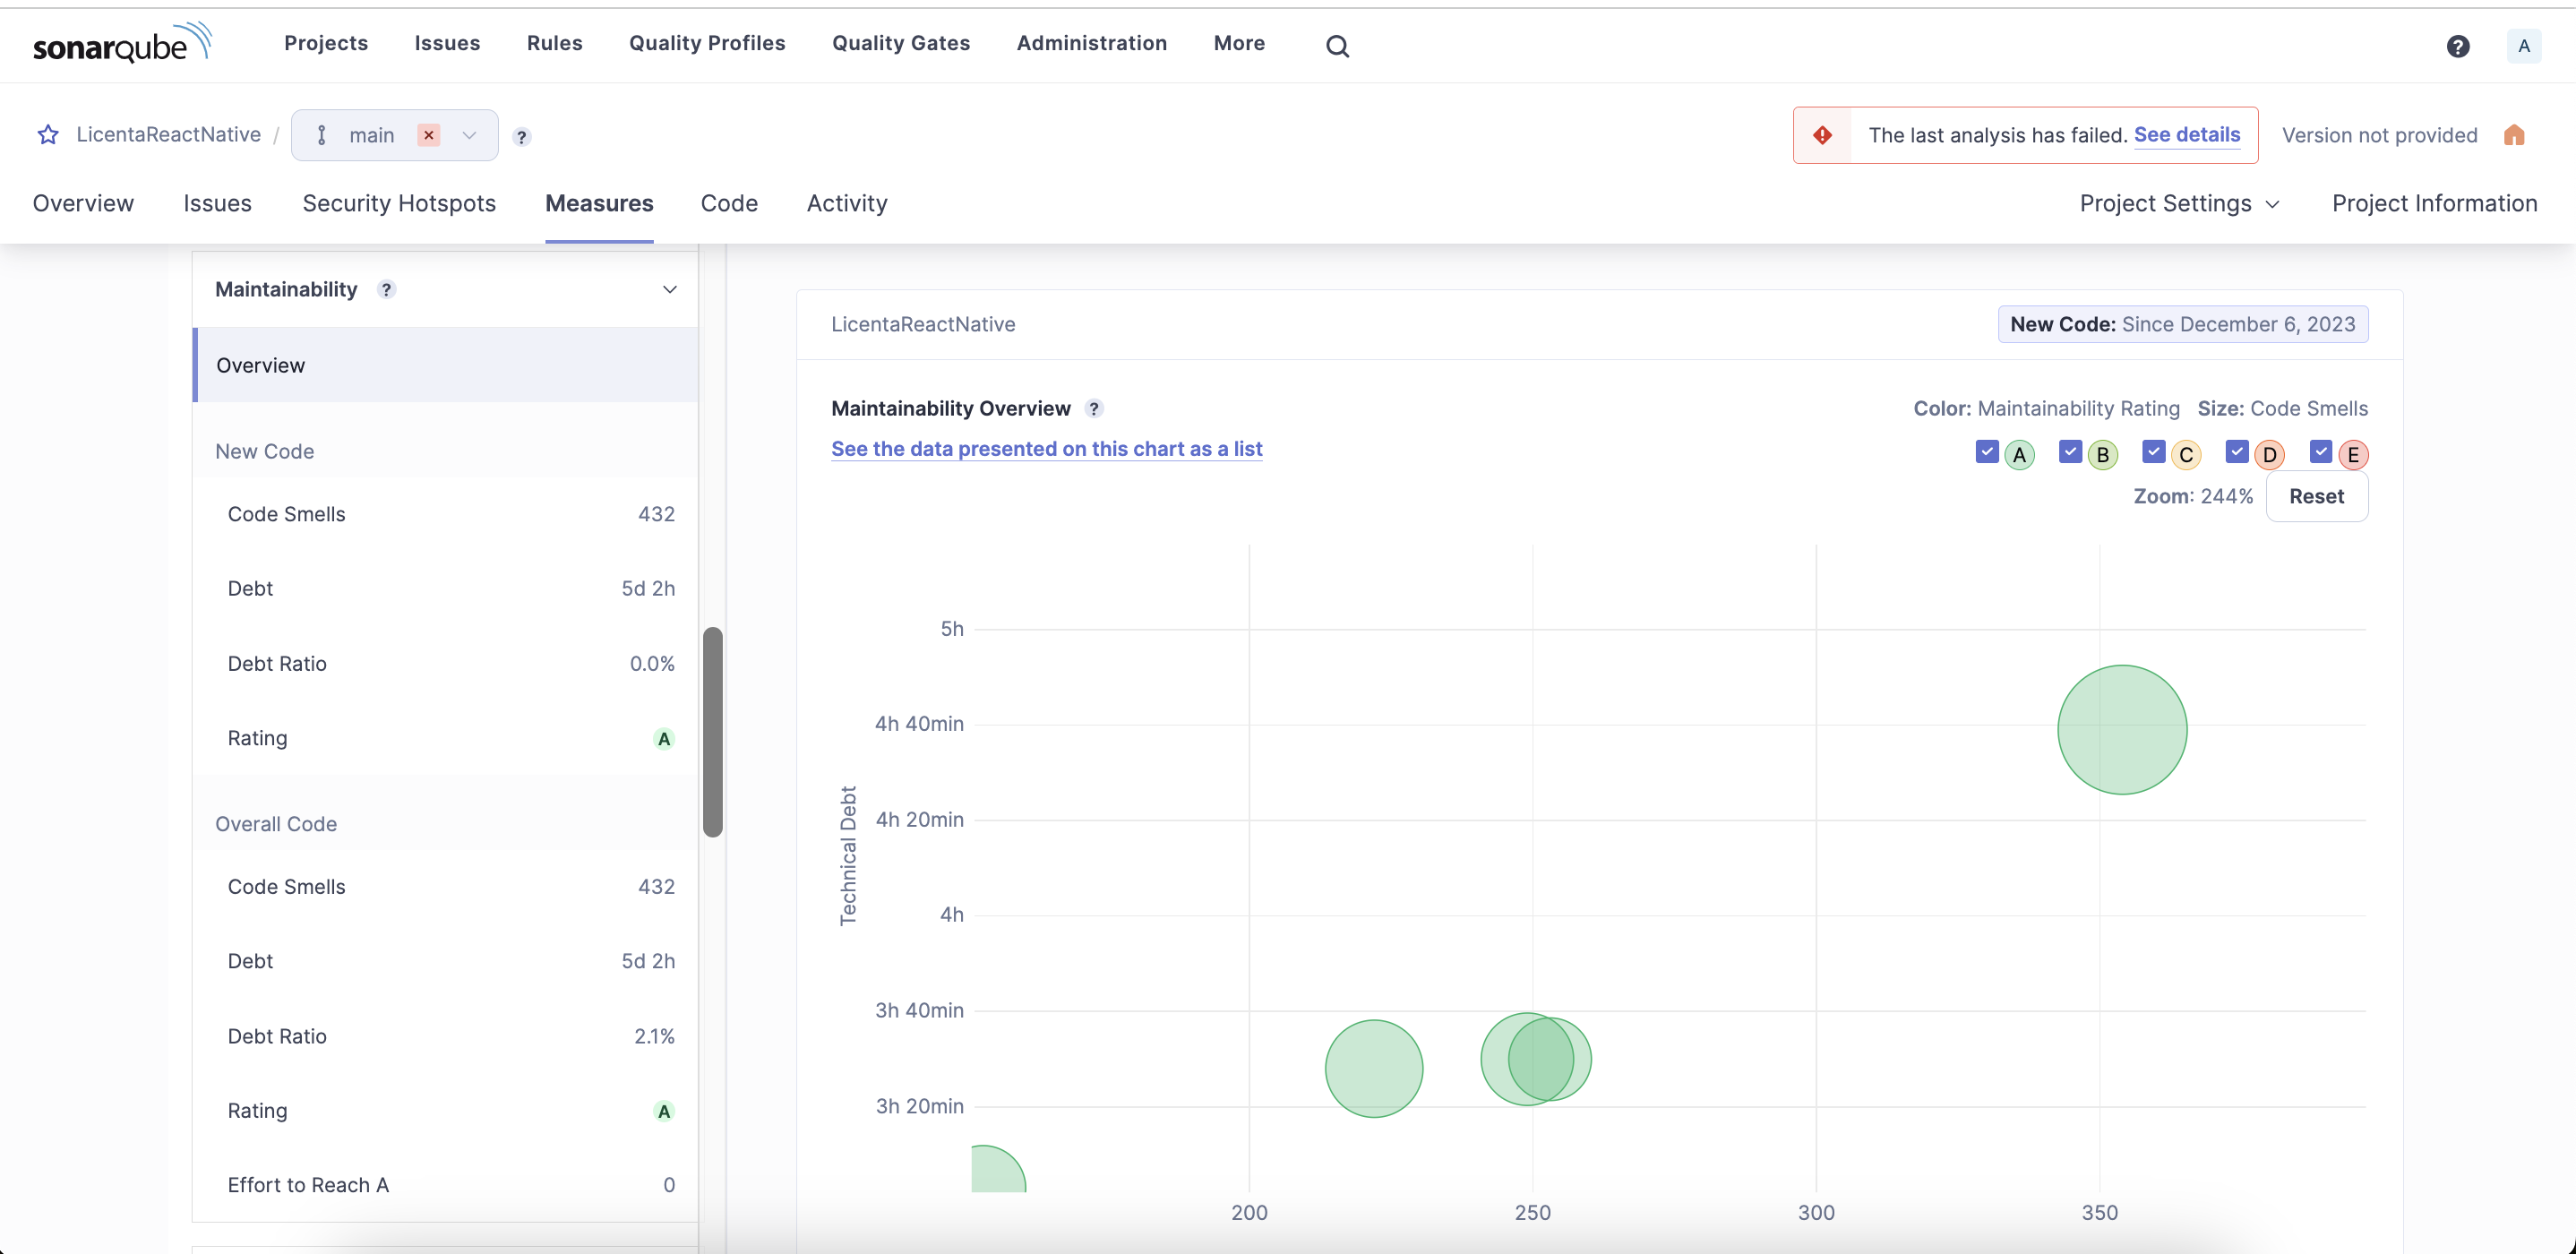 sonarqube Projects Issues Rules Quality Profiles Quality Gates Administration More ? A
LicentaReactNative / main ?
The last analysis has failed. See details Version not provided
Overview Issues Security Hotspots Measures Code Activity Project Settings Project Information
Maintainability ?
Overview
New Code
Code Smells 432
Debt 5d 2h
Debt Ratio 0.0%
Rating A
Overall Code
Code Smells 432
Debt 5d 2h
Debt Ratio 2.1%
Rating A
Effort to Reach A 0
LicentaReactNative New Code: Since December 6, 2023
Maintainability Overview ? Color: Maintainability Rating Size: Code Smells
See the data presented on this chart as a list A B C D E
Zoom: 244% Reset
Technical Debt
5h
4h 40min
4h 20min
4h
3h 40min
3h 20min
200 250 300 350